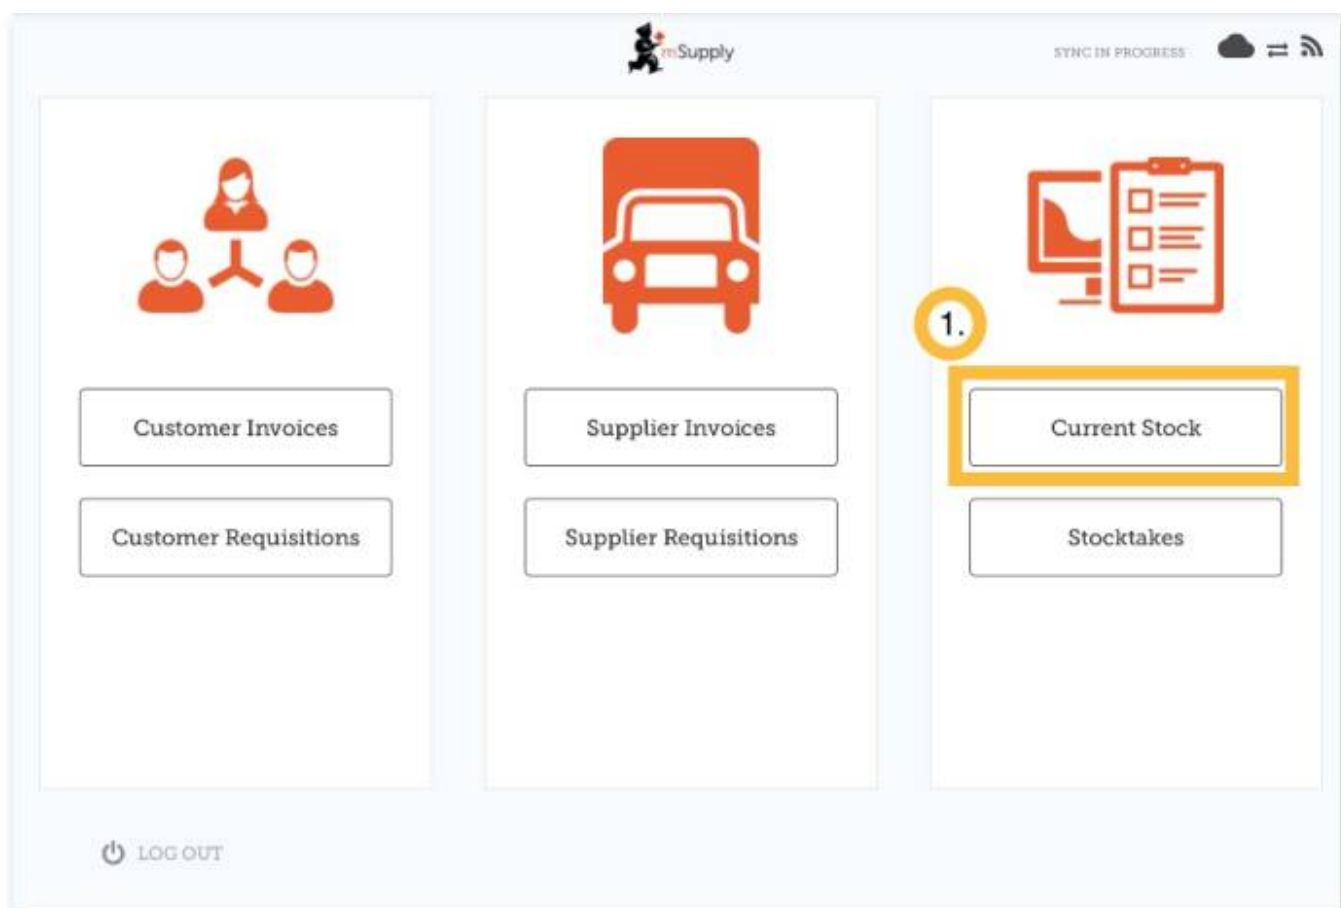 mSupply
SYNC IN PROGRESS
1.
Customer Invoices
Supplier Invoices
Current Stock
Customer Requisitions
Supplier Requisitions
Stocktakes
LOG OUT